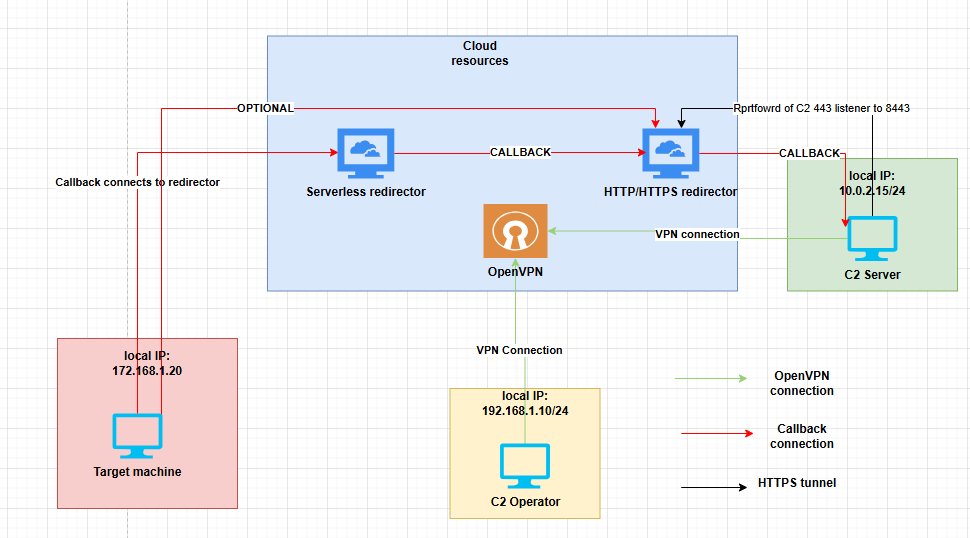 Cloud
resources
OPTIONAL
Rprtfowrd of C2 443 listener to 8443
CALLBACK
CALLBACK
Callback connects to redirector
Serverless redirector
HTTP/HTTPS redirector
local IP:
10.0.2.15/24
VPN connection
OpenVPN
C2 Server
local IP:
172.168.1.20
Target machine
VPN Connection
local IP:
192.168.1.10/24
C2 Operator
OpenVPN
connection
Callback
connection
HTTPS tunnel